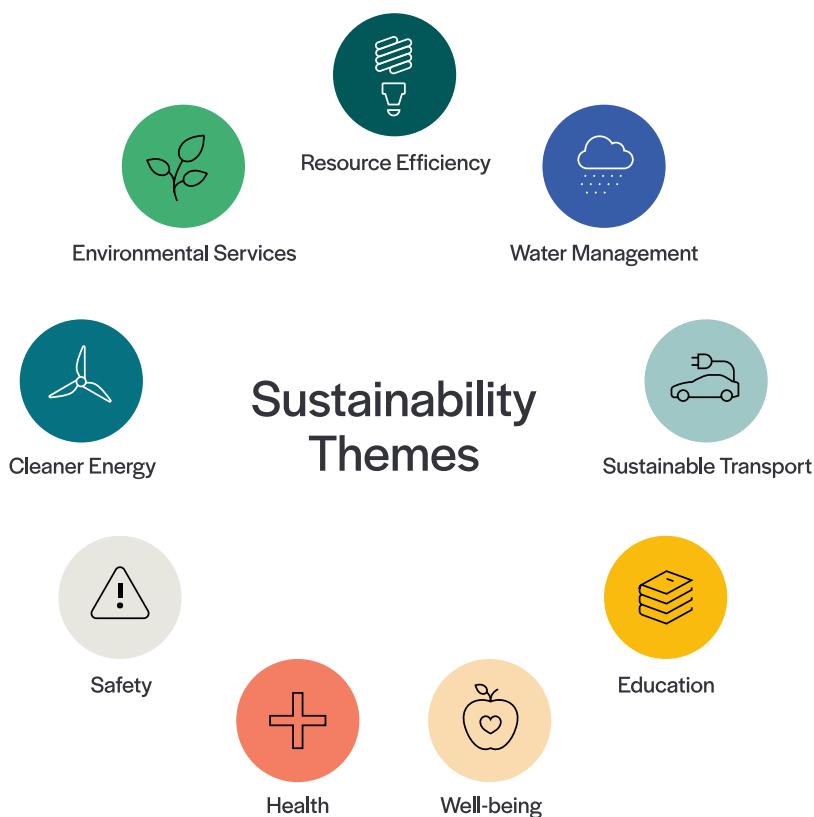 Resource Efficiency
Environmental Services
Water Management
Sustainability
Themes
Cleaner Energy
Sustainable Transport
Safety
Education
Health
Well-being